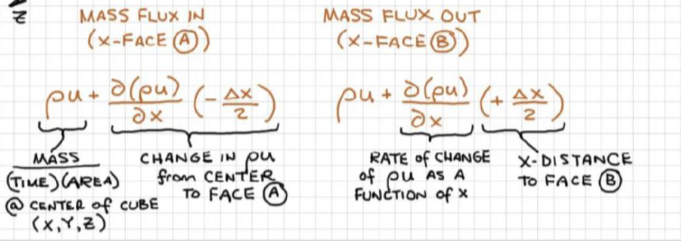 z
MASS FLUX IN
(X-FACE Ⓐ)
MASS FLUX OUT
(X-FACE Ⓑ)
ρu + ∂(ρu)/∂x (- Δx/2)
ρu + ∂(ρu)/∂x (+ Δx/2)
MASS
(TIME)(AREA)
@ CENTER of CUBE
(X,Y,Z)
CHANGE IN ρu
from CENTER
TO FACE Ⓐ
RATE of CHANGE
of ρu AS A
FUNCTION of X
X-DISTANCE
TO FACE Ⓑ